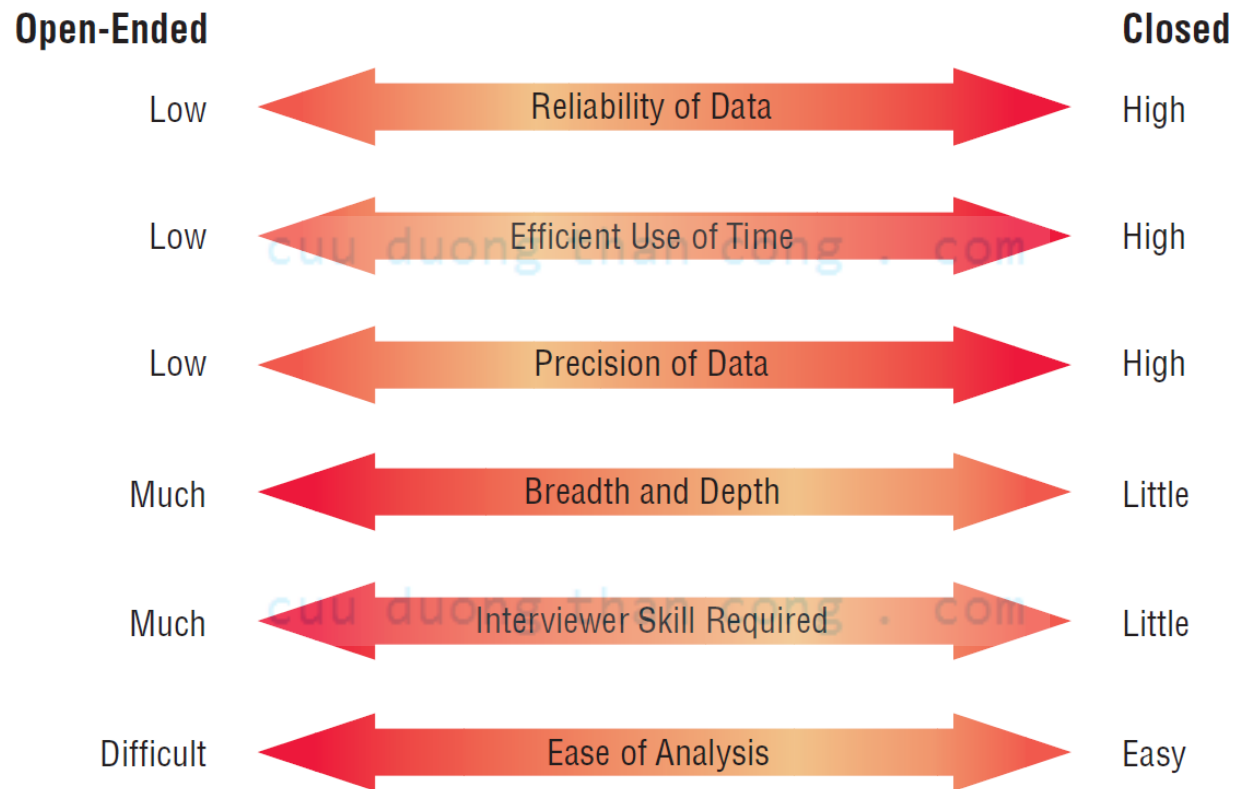 Open-Ended Closed
Low Reliability of Data High
Low Efficient Use of Time High
cuu duong than cong . com
Low Precision of Data High
Much Breadth and Depth Little
Much Interviewer Skill Required Little
cuu duong than cong . com
Difficult Ease of Analysis Easy